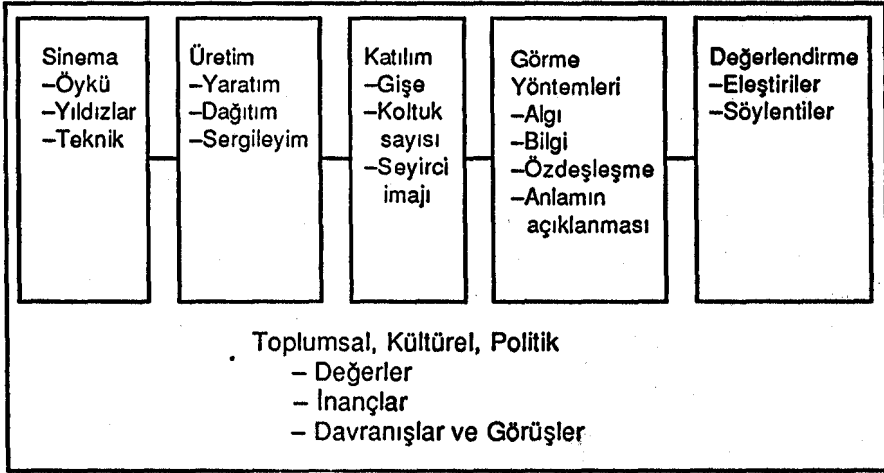 Sinema
–Öykü
–Yıldızlar
–Teknik
Üretim
–Yaratım
–Dağıtım
–Sergileyim
Katılım
–Gişe
–Koltuk
sayısı
–Seyirci
imajı
Görme
Yöntemleri
–Algı
–Bilgi
–Özdeşleşme
–Anlamın
açıklanması
Değerlendirme
–Eleştiriler
–Söylentiler
Toplumsal, Kültürel, Politik
– Değerler
– İnançlar
– Davranışlar ve Görüşler